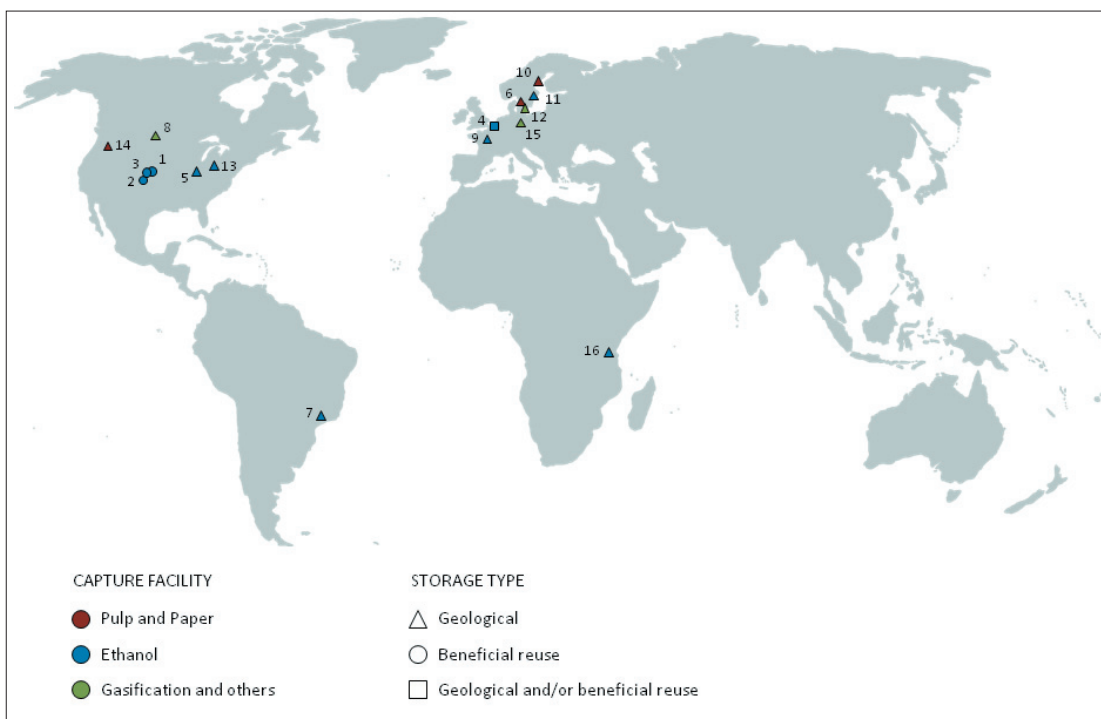 10
6
11
8
12
4
14
15
9
3
1
13
5
2
16
7
CAPTURE FACILITY
STORAGE TYPE
Pulp and Paper
Geological
Ethanol
Beneficial reuse
Gasification and others
Geological and/or beneficial reuse